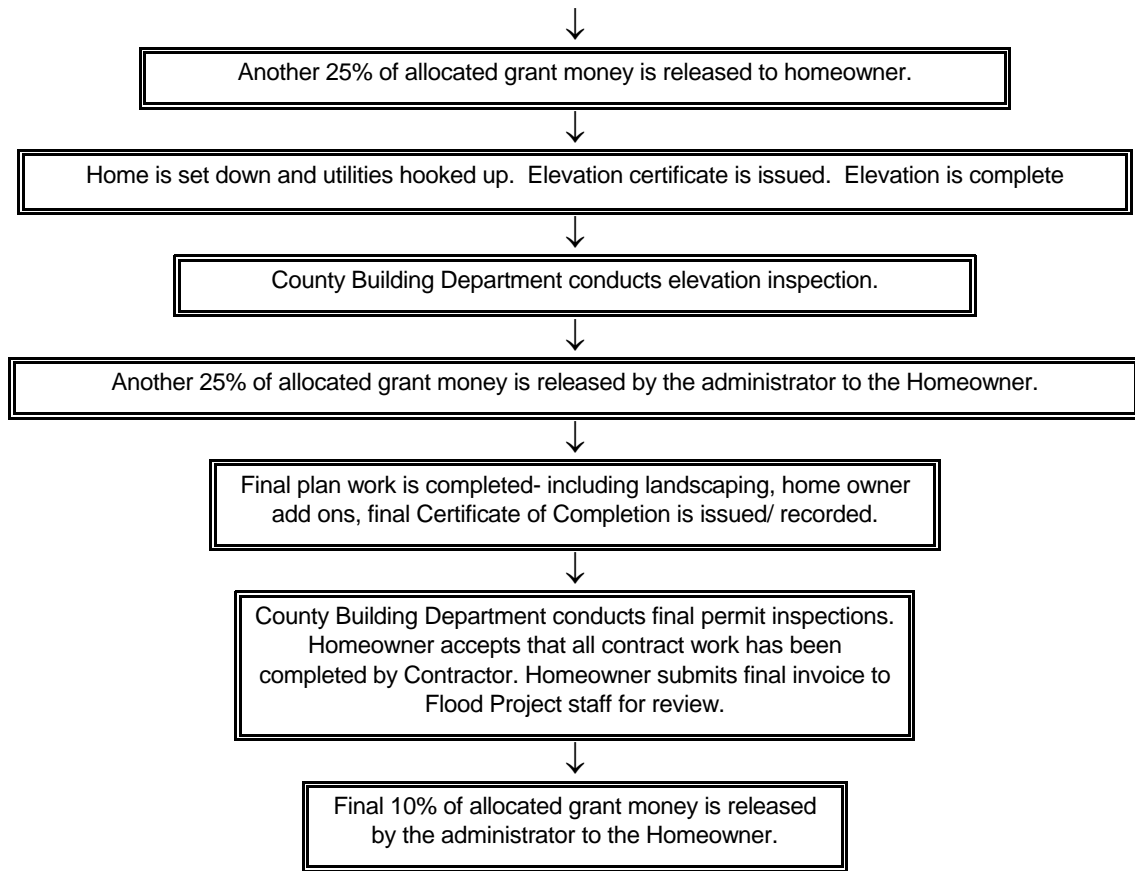 Another 25% of allocated grant money is released to homeowner.
Home is set down and utilities hooked up.  Elevation certificate is issued.  Elevation is complete
County Building Department conducts elevation inspection.
Another 25% of allocated grant money is released by the administrator to the Homeowner.
Final plan work is completed- including landscaping, home owner
add ons, final Certificate of Completion is issued/ recorded.
County Building Department conducts final permit inspections.
Homeowner accepts that all contract work has been
completed by Contractor. Homeowner submits final invoice to
Flood Project staff for review.
Final 10% of allocated grant money is released
by the administrator to the Homeowner.